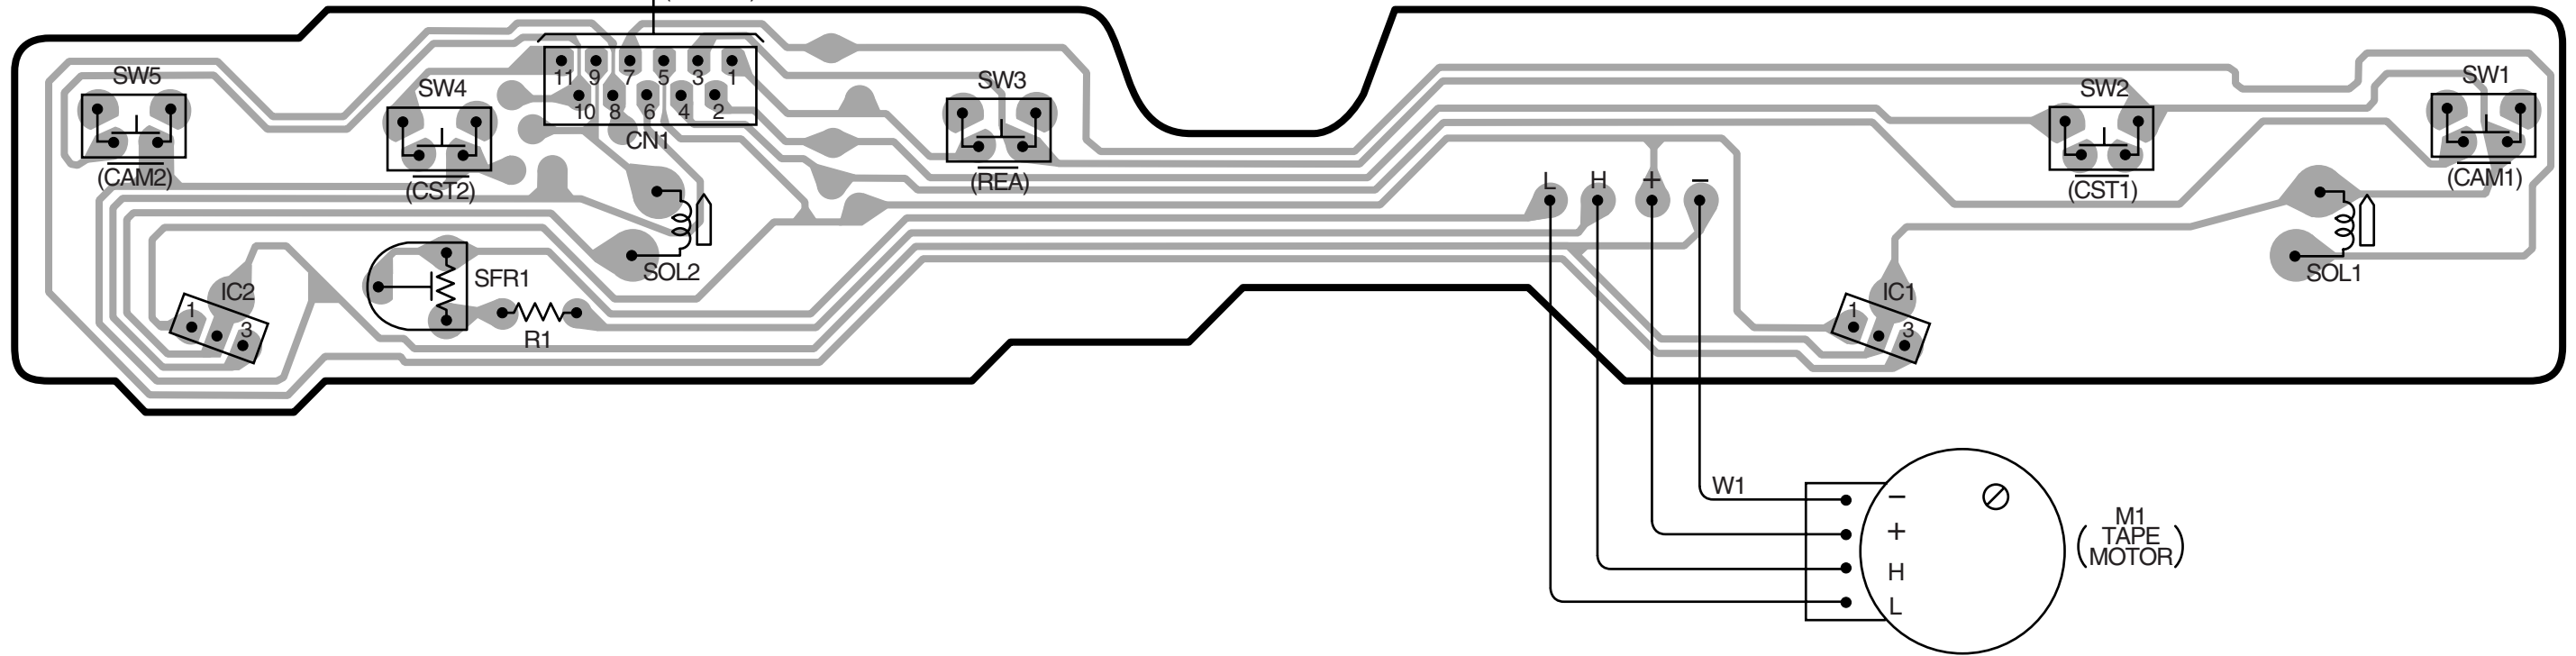 SW5
(CAM2)
SW4
(CST2)
11 9 7 5 3 1
10 8 6 4 2
CN1
SW3
(REA)
L H + −
SW2
(CST1)
SW1
(CAM1)
SOL2
SOL1
SFR1
R1
IC2
1
3
IC1
1
3
W1
−
+
H
L
M1
TAPE
MOTOR